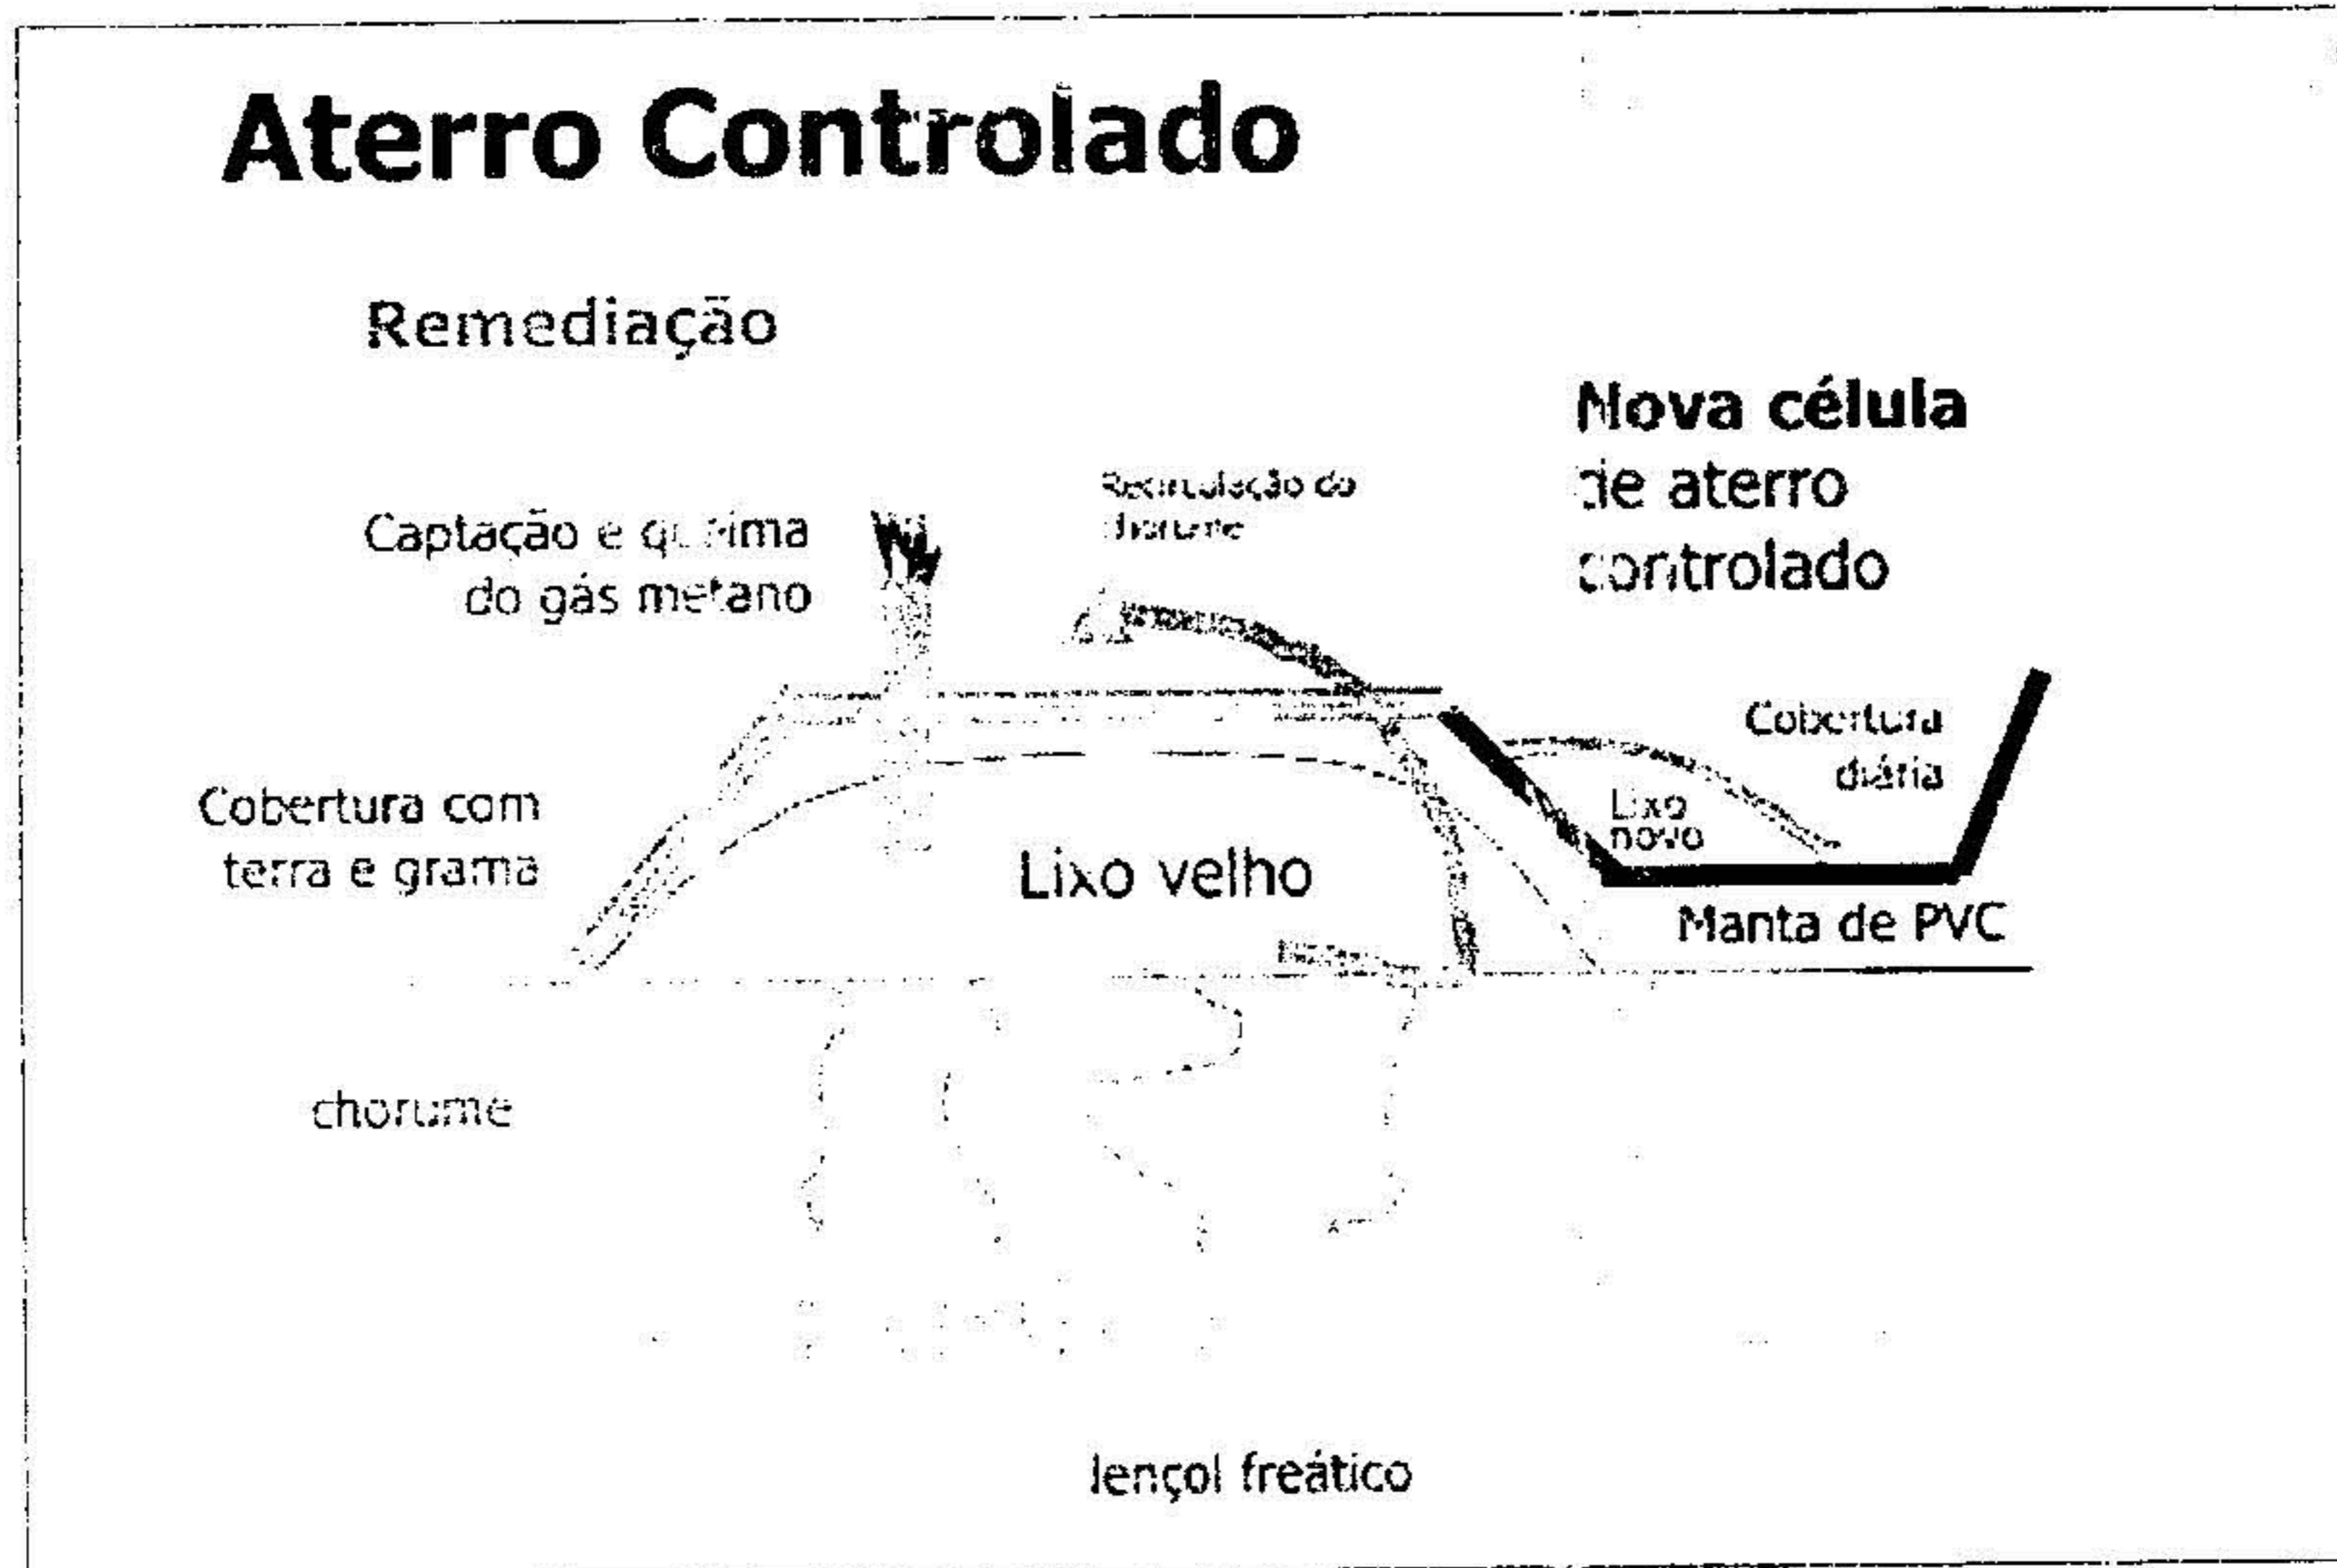 Aterro Controlado
Remediação
Nova célula
de aterro
controlado
Recirculação do
chorume
Captação e queima
do gás metano
Cobertura
diária
Cobertura com
terra e grama
Lixo
novo
Lixo velho
Manta de PVC
chorume
lençol freático